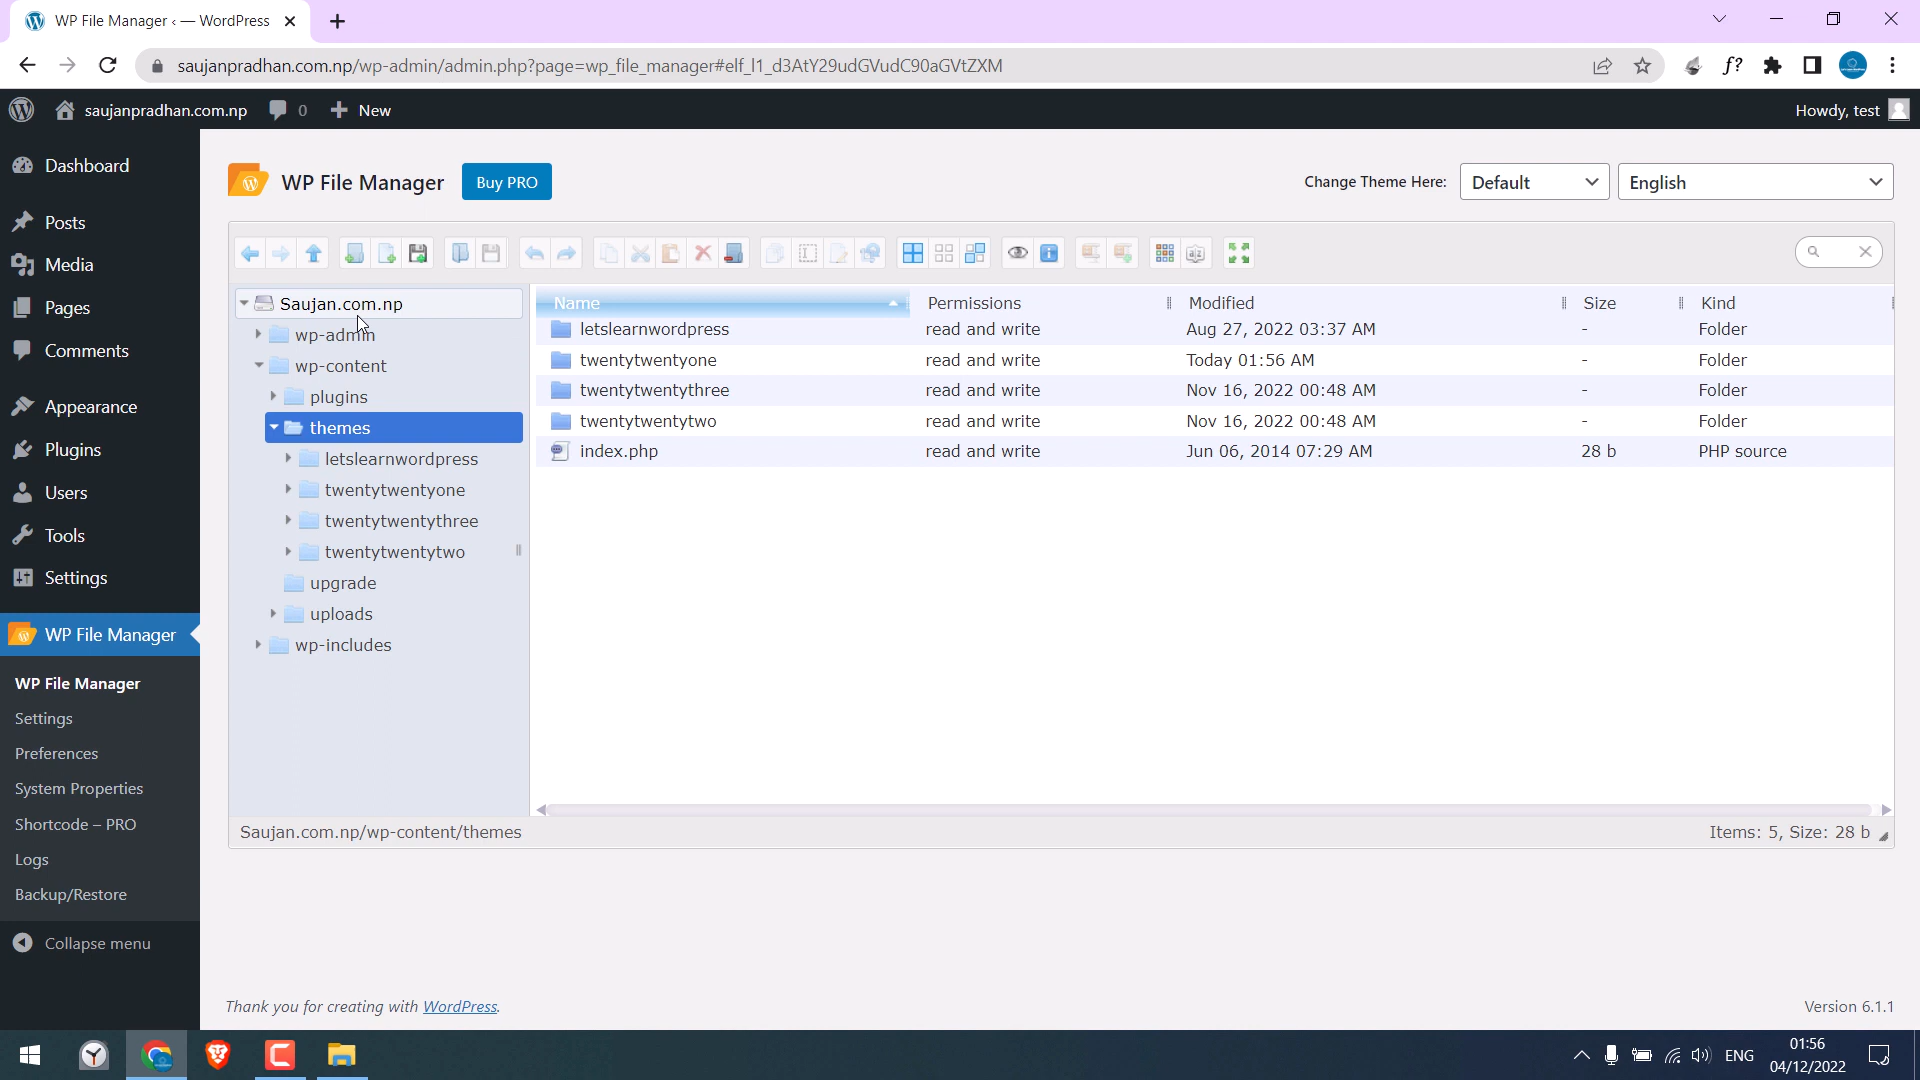 WP File Manager ‹ — WordPress
saujanpradhan.com.np/wp-admin/admin.php?page=wp_file_manager#elf_l1_d3AtY29udGVudC90aGVtZXM
f?
saujanpradhan.com.np 0 New Howdy, test
Dashboard
Posts
Media
Pages
Comments
Appearance
Plugins
Users
Tools
Settings
WP File Manager
WP File Manager
Settings
Preferences
System Properties
Shortcode – PRO
Logs
Backup/Restore
Collapse menu
WP File Manager Buy PRO Change Theme Here: Default English
Saujan.com.np
wp-admin
wp-content
plugins
themes
letslearnwordpress
twentytwentyone
twentytwentythree
twentytwentytwo
upgrade
uploads
wp-includes
Name Permissions Modified Size Kind
letslearnwordpress read and write Aug 27, 2022 03:37 AM - Folder
twentytwentyone read and write Today 01:56 AM - Folder
twentytwentythree read and write Nov 16, 2022 00:48 AM - Folder
twentytwentytwo read and write Nov 16, 2022 00:48 AM - Folder
index.php read and write Jun 06, 2014 07:29 AM 28 b PHP source
Saujan.com.np/wp-content/themes Items: 5, Size: 28 b
Thank you for creating with WordPress. Version 6.1.1
ENG
01:56
04/12/2022